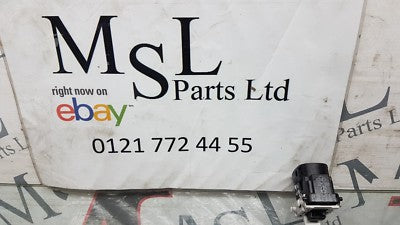 MSL
Parts Ltd
right now on
ebay
0121 772 44 55